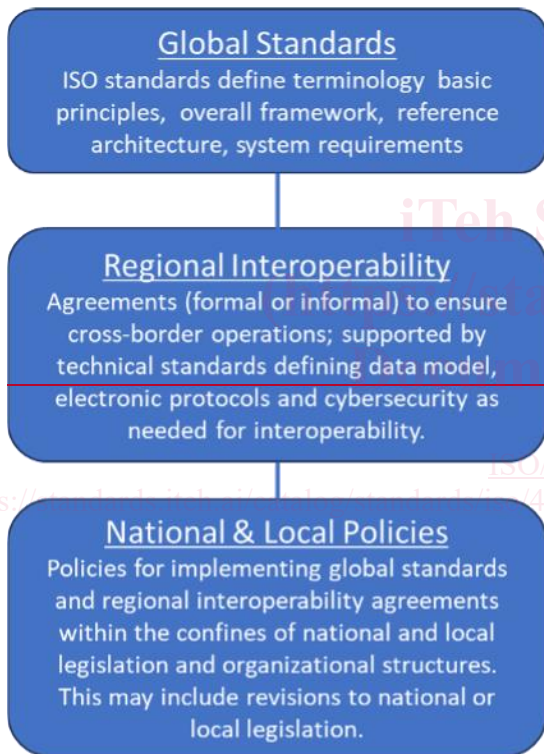 Global Standards
ISO standards define terminology basic
principles, overall framework, reference
architecture, system requirements
iTeh S
Regional Interoperability
Agreements (formal or informal) to ensure
cross-border operations; supported by
technical standards defining data model,
electronic protocols and cybersecurity as
needed for interoperability.
ISO/
National & Local Policies
Policies for implementing global standards
and regional interoperability agreements
within the confines of national and local
legislation and organizational structures.
This may include revisions to national or
local legislation.